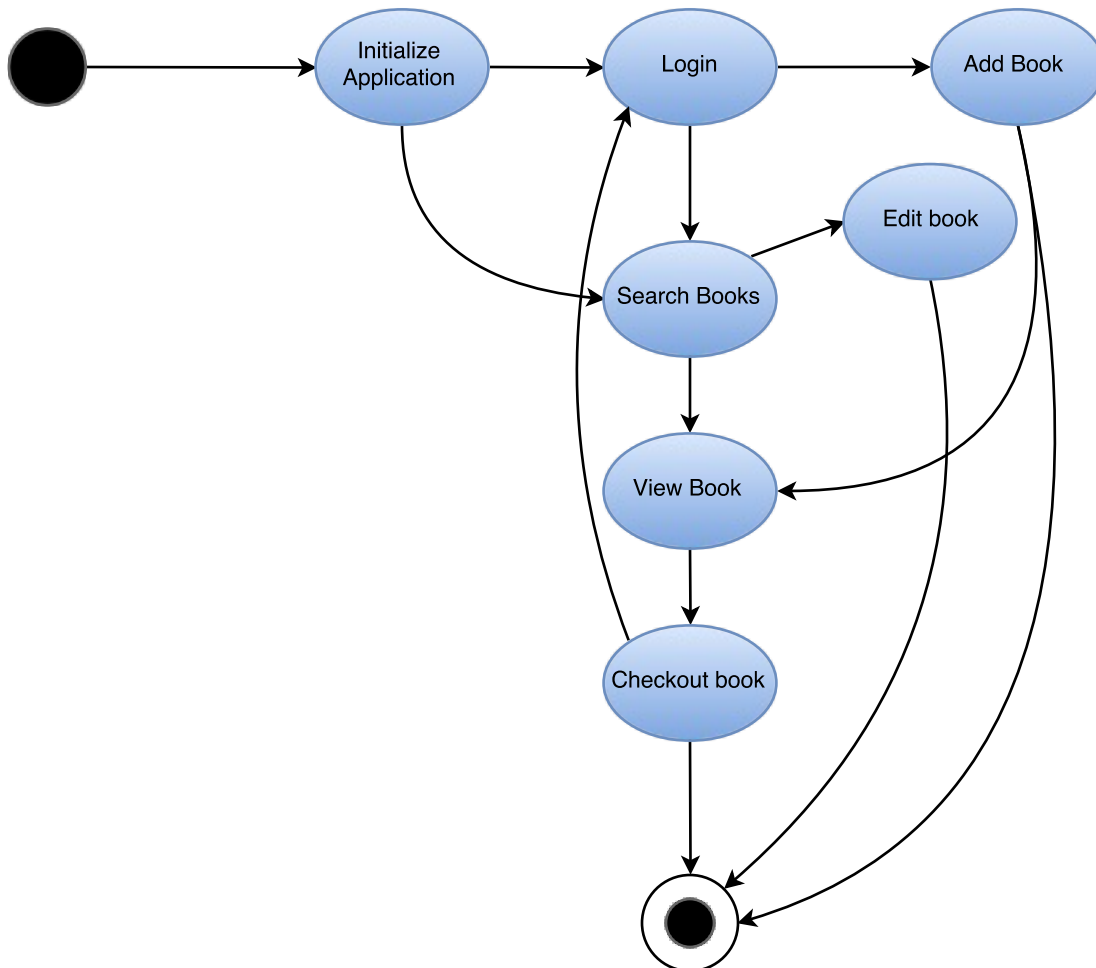 Initialize
Application
Login
Add Book
Edit book
Search Books
View Book
Checkout book